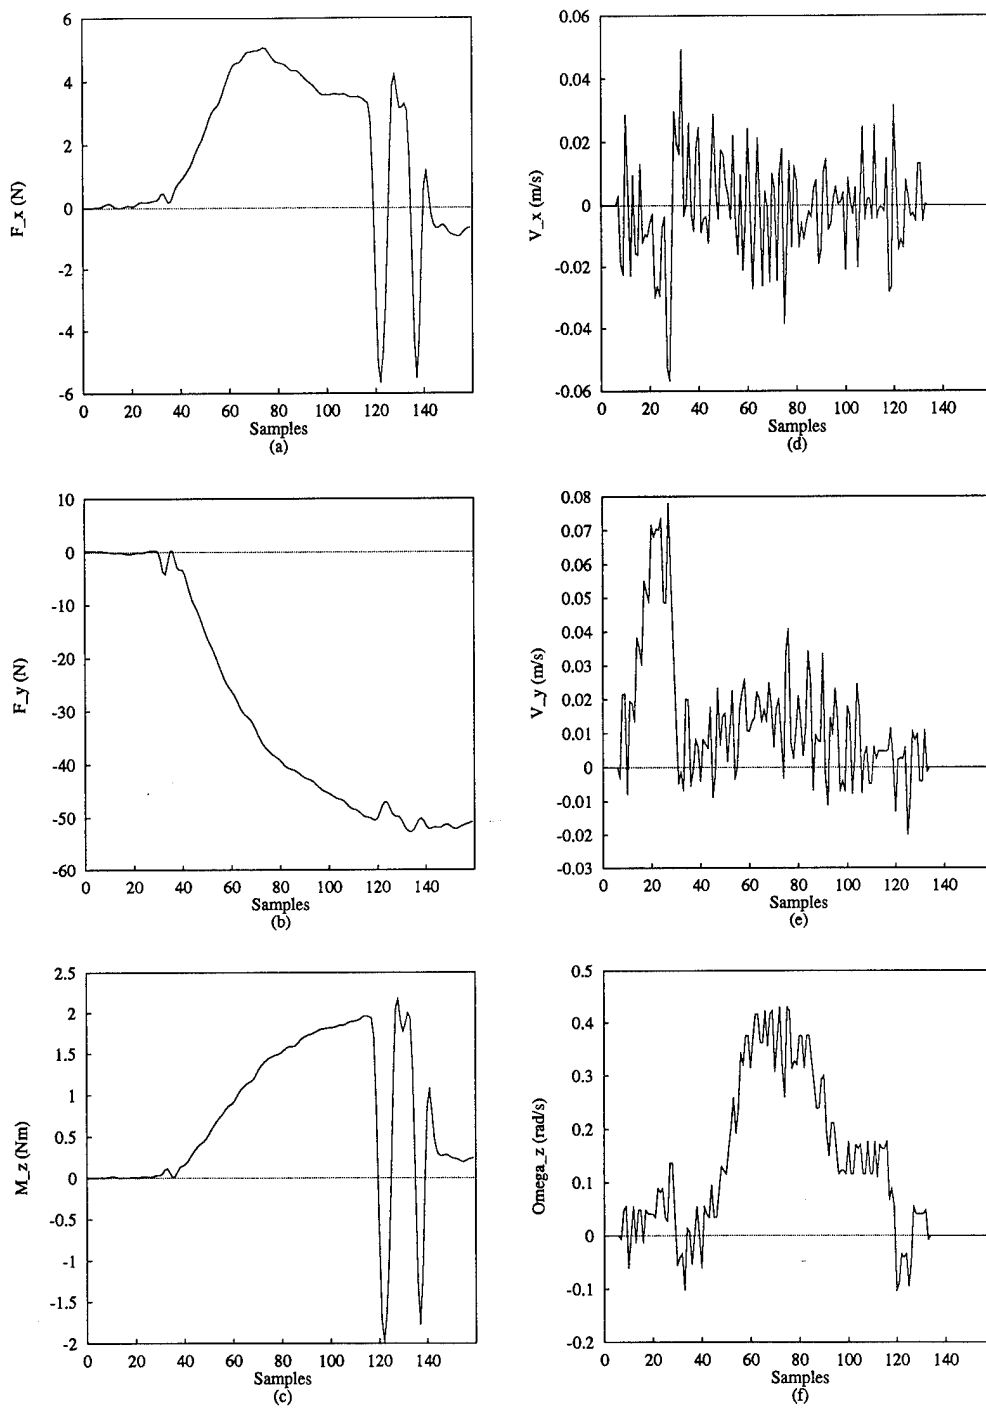 6
4
2
0
-2
-4
-6
F_x (N)
0 20 40 60 80 100 120 140
Samples
(a)
0.06
0.04
0.02
0
-0.02
-0.04
-0.06
V_x (m/s)
0 20 40 60 80 100 120 140
Samples
(d)
10
0
-10
-20
-30
-40
-50
-60
F_y (N)
0 20 40 60 80 100 120 140
Samples
(b)
0.08
0.07
0.06
0.05
0.04
0.03
0.02
0.01
0
-0.01
-0.02
-0.03
V_y (m/s)
0 20 40 60 80 100 120 140
Samples
(e)
2.5
2
1.5
1
0.5
0
-0.5
-1
-1.5
-2
M_z (Nm)
0 20 40 60 80 100 120 140
Samples
(c)
0.5
0.4
0.3
0.2
0.1
0
-0.1
-0.2
Omega_z (rad/s)
0 20 40 60 80 100 120 140
Samples
(f)